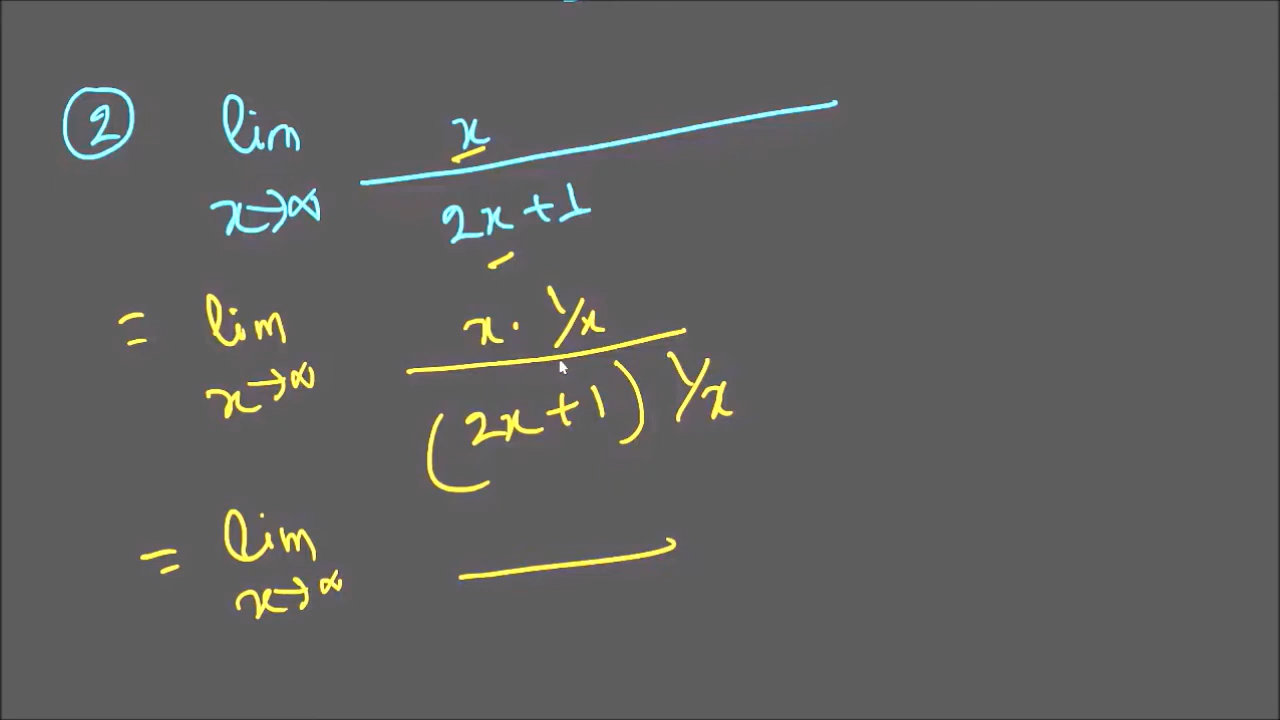 ② lim x
x→∞ 2x+1
= lim x · 1/x
x→∞ (2x+1) 1/x
= lim
x→∞